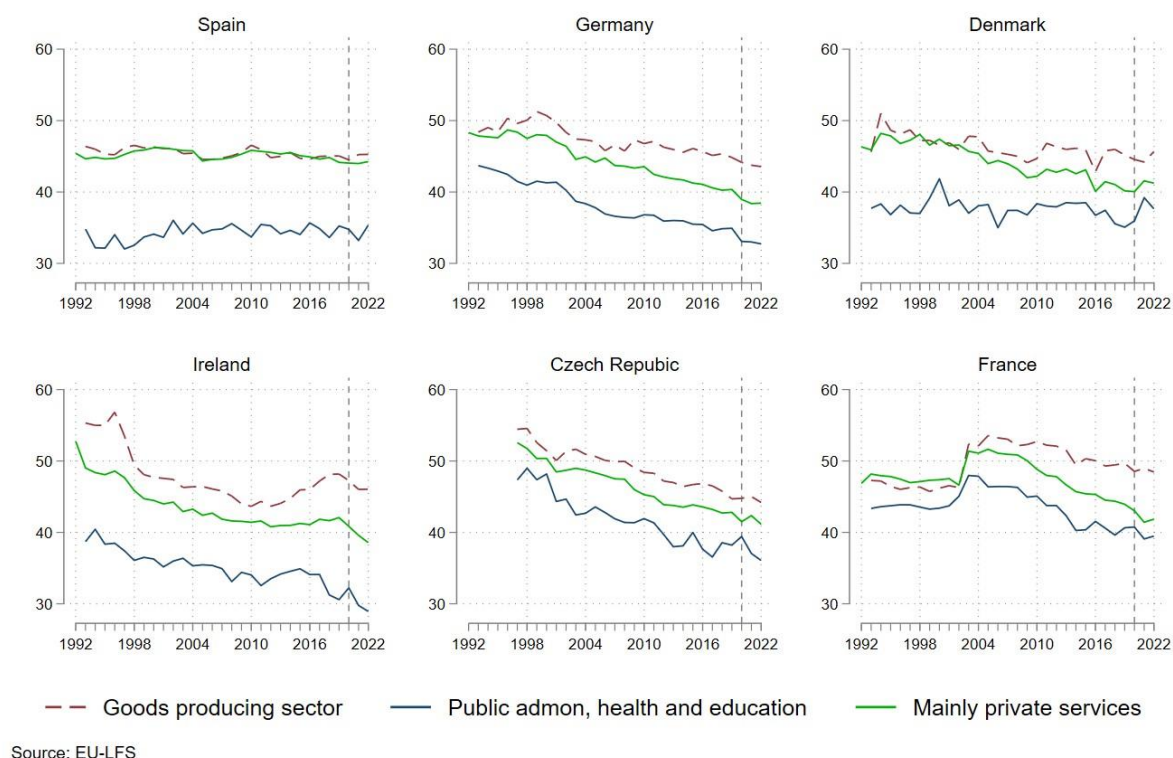 Spain Germany Denmark
60 60 60
50 50 50
40 40 40
30 30 30
1992 1998 2004 2010 2016 2022 1992 1998 2004 2010 2016 2022 1992 1998 2004 2010 2016 2022
Ireland Czech Repubic France
60 60 60
50 50 50
40 40 40
30 30 30
1992 1998 2004 2010 2016 2022 1992 1998 2004 2010 2016 2022 1992 1998 2004 2010 2016 2022
Goods producing sector Public admon, health and education Mainly private services
Source: EU-LFS